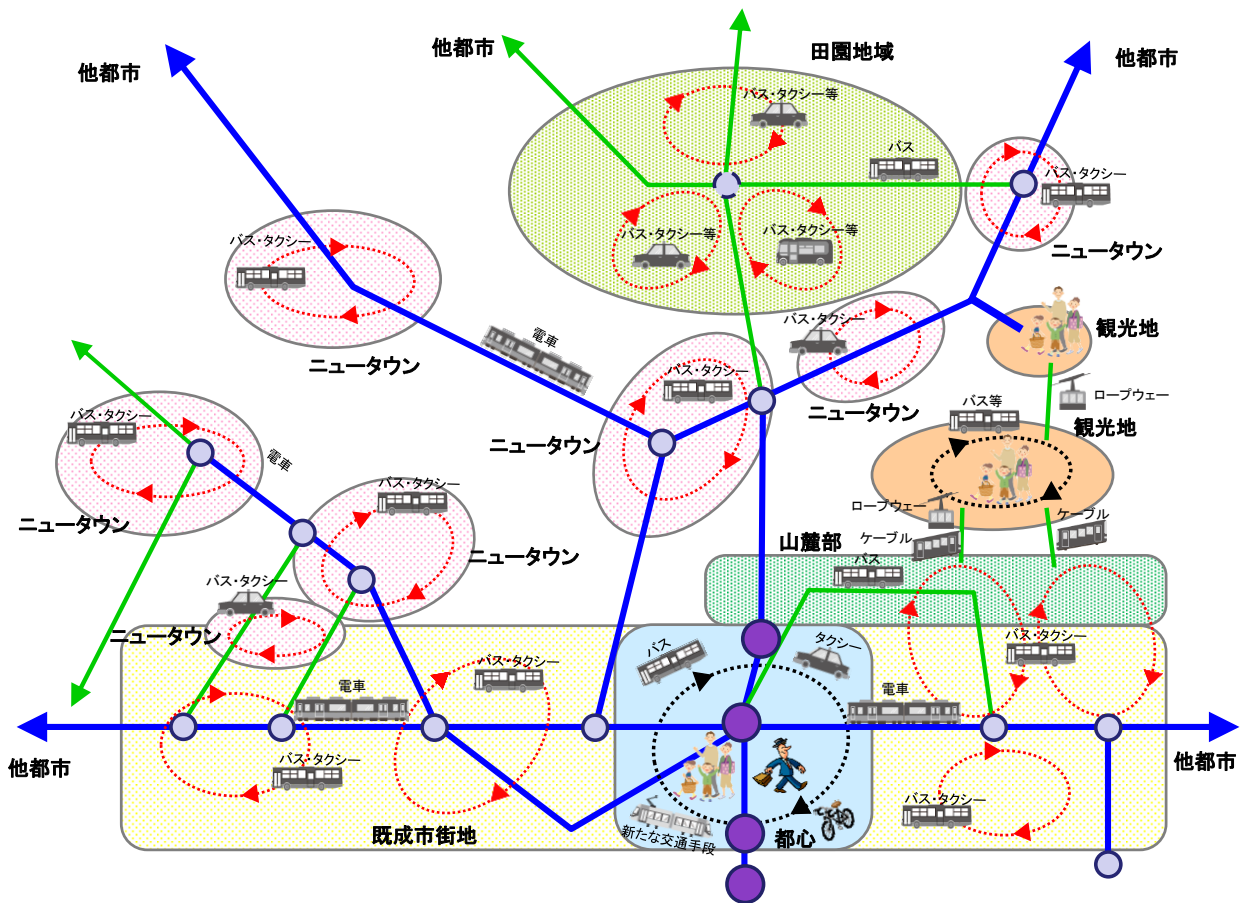 他都市
田園地域
他都市
他都市
バス・タクシー等
バス
バス・タクシー
バス・タクシー
バス・タクシー等
バス・タクシー等
ニュータウン
バス・タクシー
観光地
電車
ニュータウン
バス・タクシー
ロープウェー
バス・タクシー
ニュータウン
バス等
観光地
ニュータウン
電車
バス・タクシー
ロープウェー
ケーブル
ニュータウン
ニュータウン
山麓部
ケーブル
バス
バス・タクシー
ニュータウン
バス
タクシー
バス・タクシー
バス・タクシー
電車
電車
他都市
バス・タクシー
他都市
バス・タクシー
既成市街地
新たな交通手段
都心